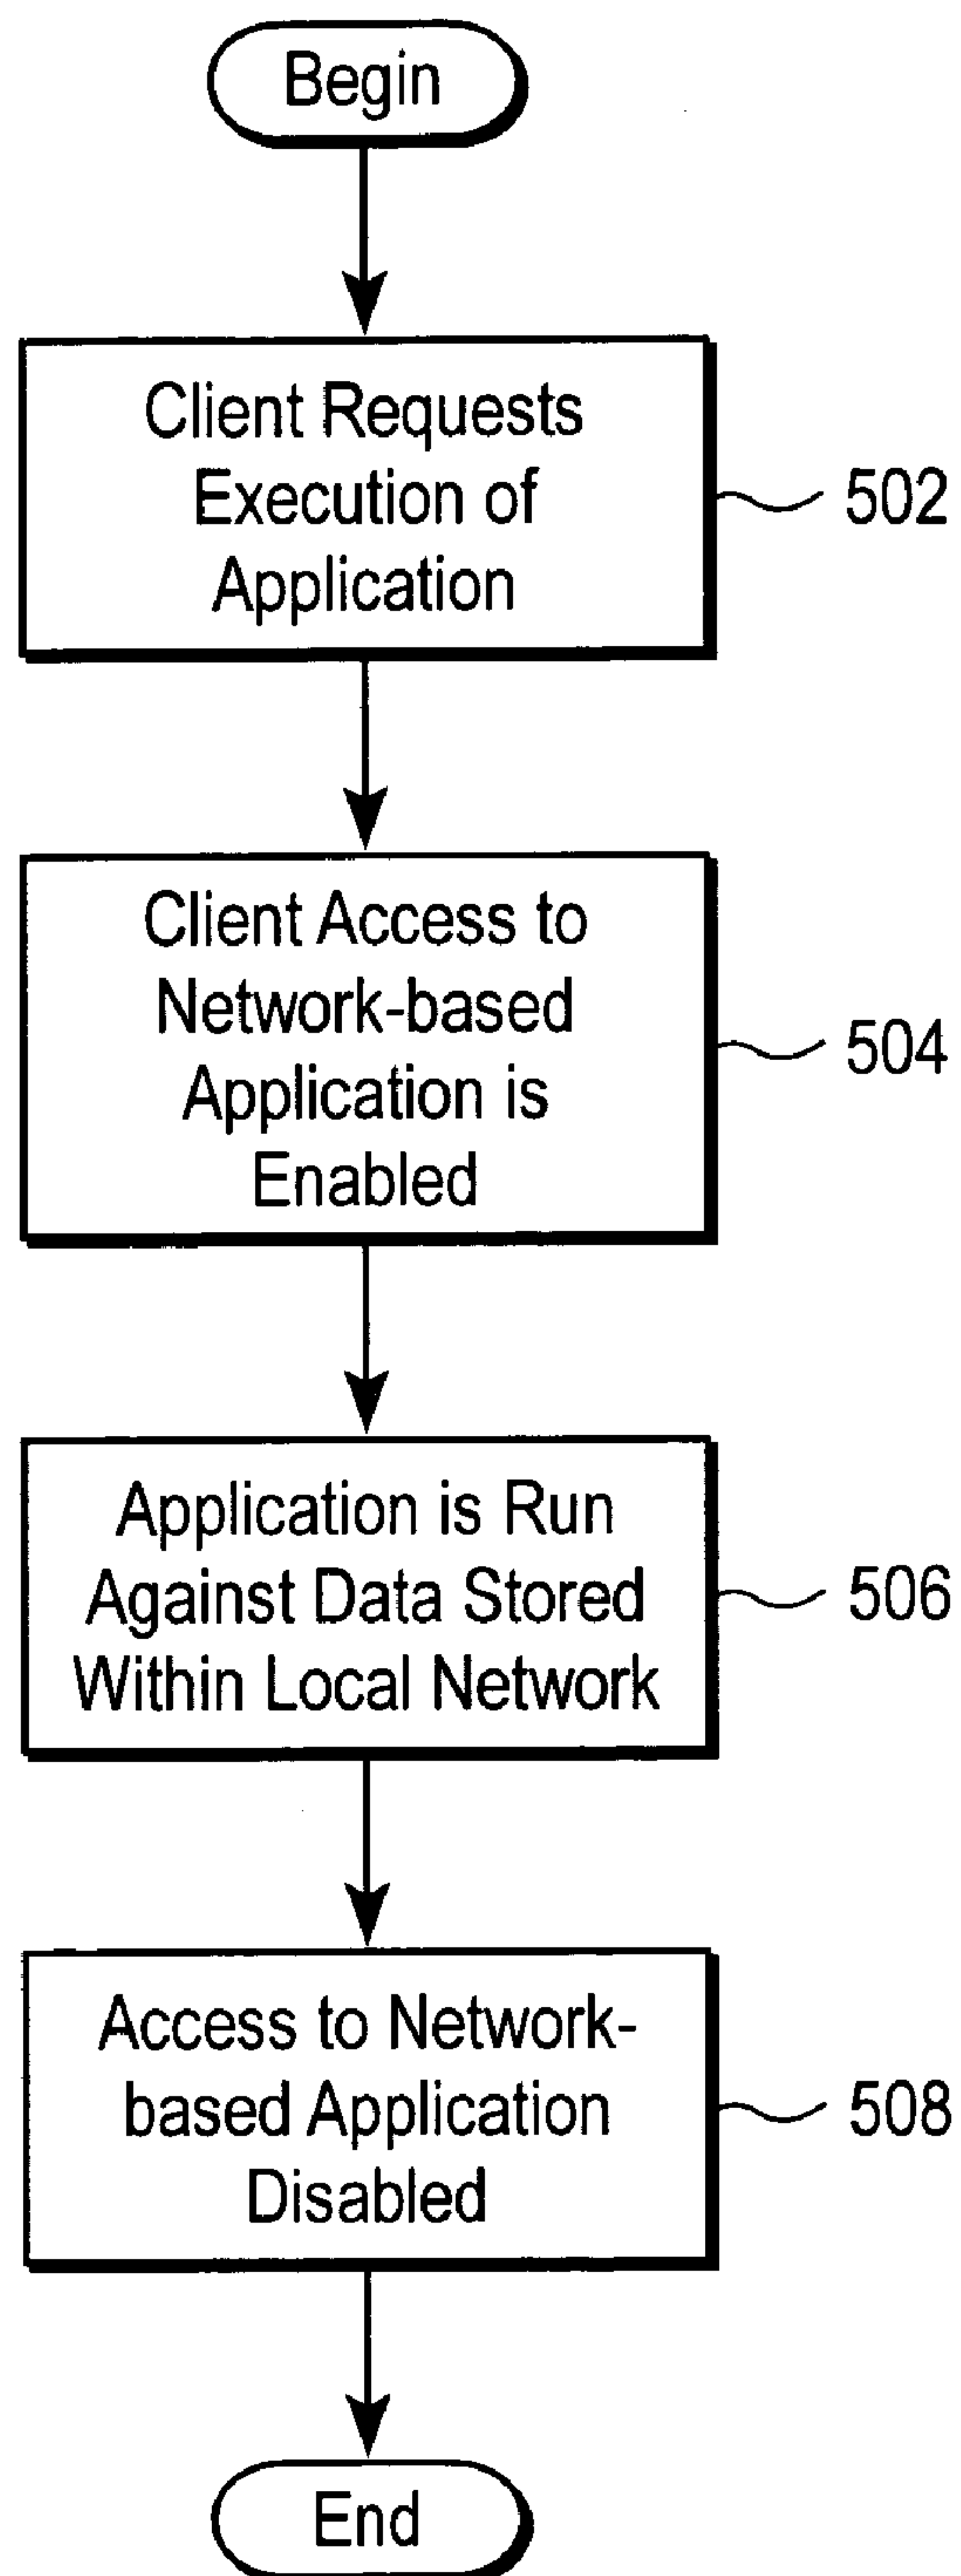 Begin
Client Requests
Execution of
Application
502
Client Access to
Network-based
Application is
Enabled
504
Application is Run
Against Data Stored
Within Local Network
506
Access to Network-
based Application
Disabled
508
End